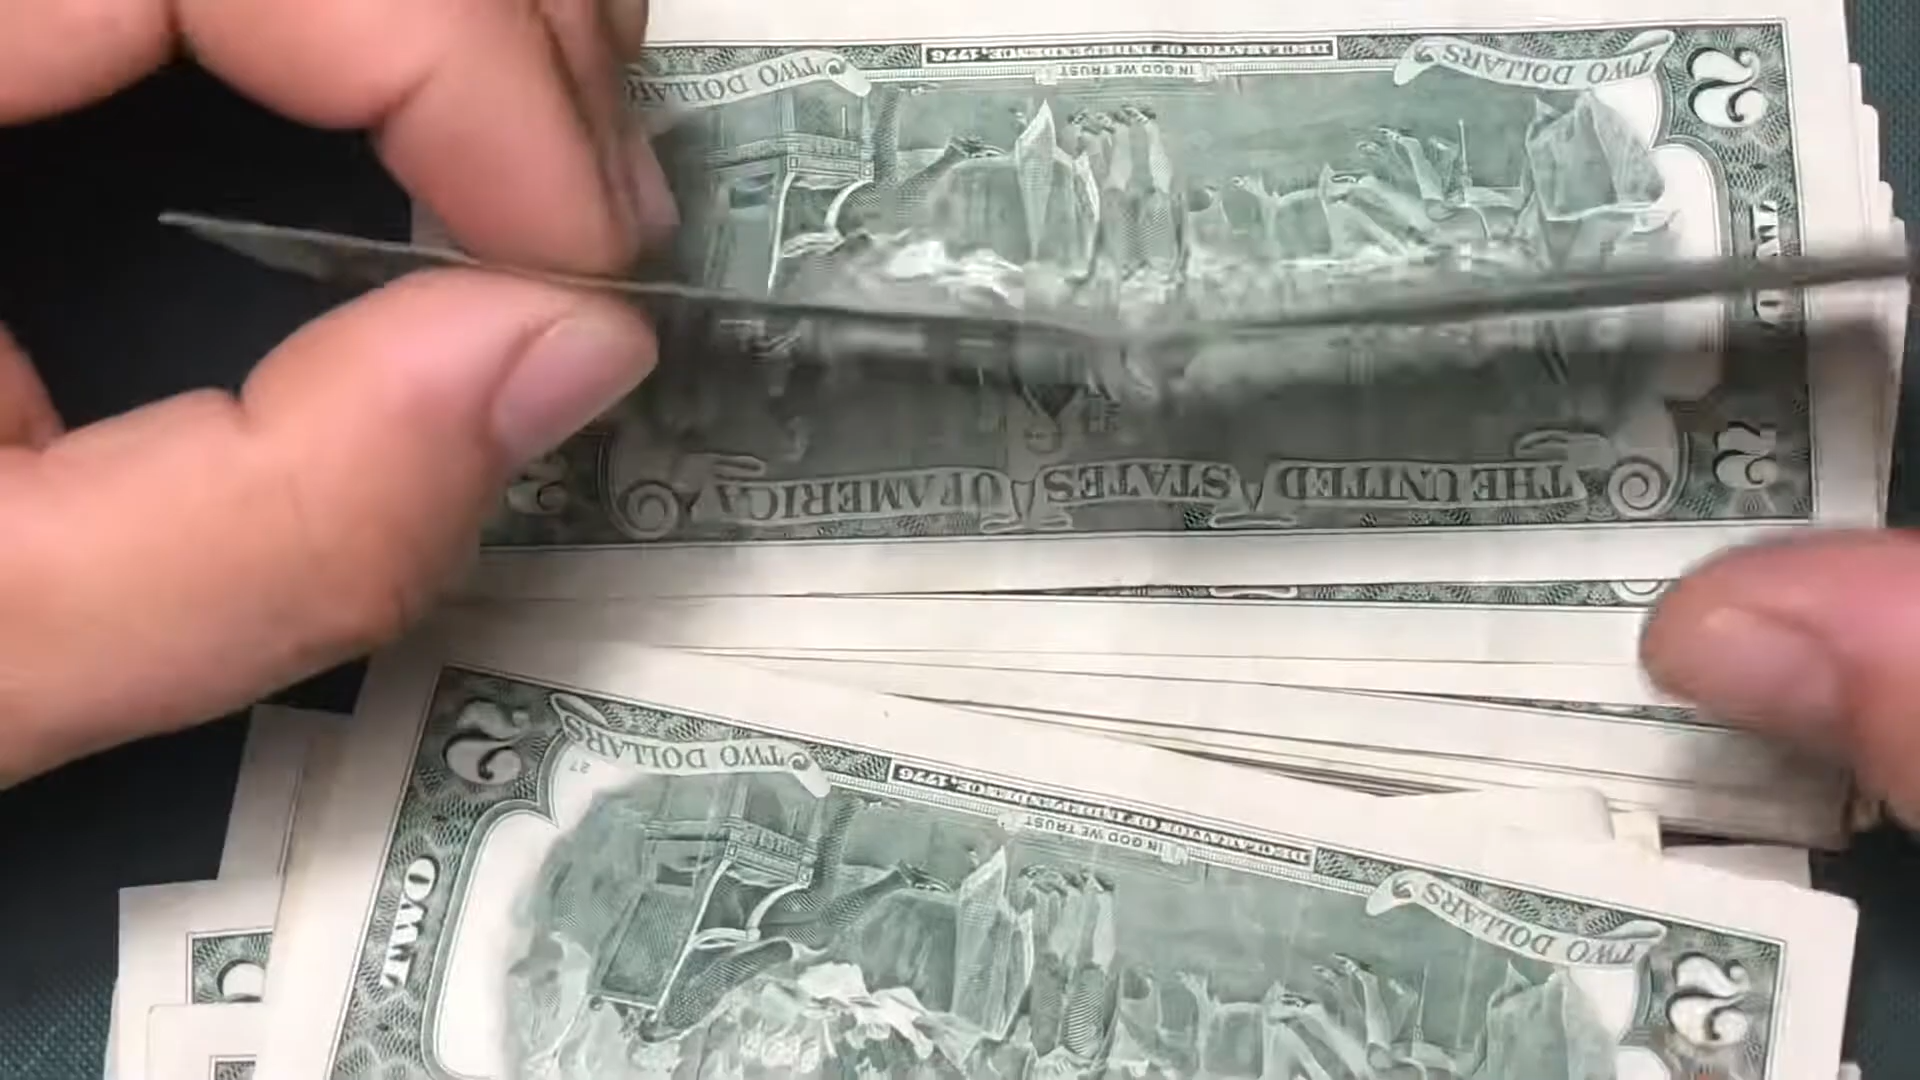 DECLARATION OF INDEPENDENCE, 1776
IN GOD WE TRUST
TWO DOLLARS
TWO DOLLARS
2
TWO
2
THE UNITED STATES OF AMERICA
2
2
TWO DOLLARS
27
DECLARATION OF INDEPENDENCE, 1776
IN GOD WE TRUST
TWO DOLLARS
2
TWO